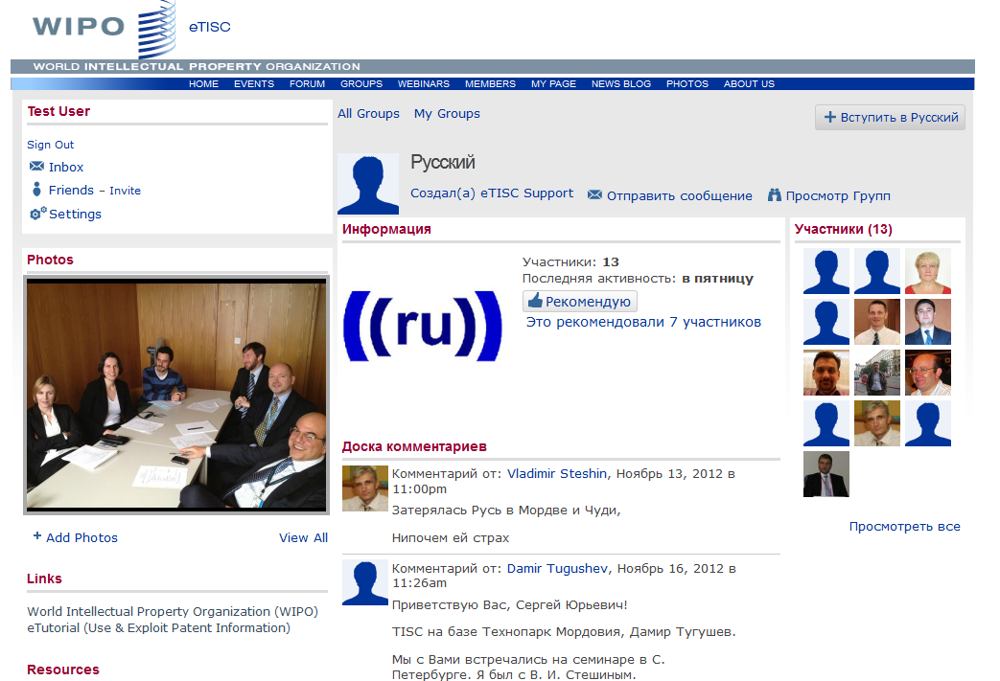 WIPO
eTISC
WORLD INTELLECTUAL PROPERTY ORGANIZATION
HOME EVENTS FORUM GROUPS WEBINARS MEMBERS MY PAGE NEWS BLOG PHOTOS ABOUT US
Test User
Sign Out
Inbox
Friends – Invite
Settings
Photos
+ Add Photos View All
Links
World Intellectual Property Organization (WIPO)
eTutorial (Use & Exploit Patent Information)
Resources
All Groups My Groups
+ Вступить в Русский
Русский
Создал(а) eTISC Support Отправить сообщение Просмотр Групп
Информация
((ru))
Участники: 13
Последняя активность: в пятницу
Рекомендую
Это рекомендовали 7 участников
Доска комментариев
Комментарий от: Vladimir Steshin, Ноябрь 13, 2012 в
11:00pm
Затерялась Русь в Мордве и Чуди,
Нипочем ей страх
Комментарий от: Damir Tugushev, Ноябрь 16, 2012 в
11:26am
Приветствую Вас, Сергей Юрьевич!
TISC на базе Технопарк Мордовия, Дамир Тугушев.
Мы с Вами встречались на семинаре в С.
Петербурге. Я был с В. И. Стешиным.
Участники (13)
Просмотреть все